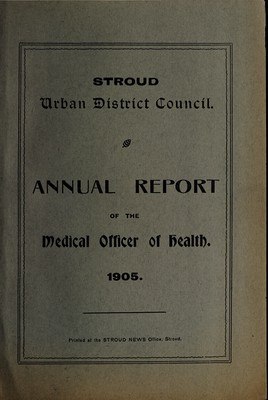 STROUD
Urban District Council.
ANNUAL REPORT
OF THE
Medical Officer of Health.
1905.
Printed at the STROUD NEWS Office, Stroud.